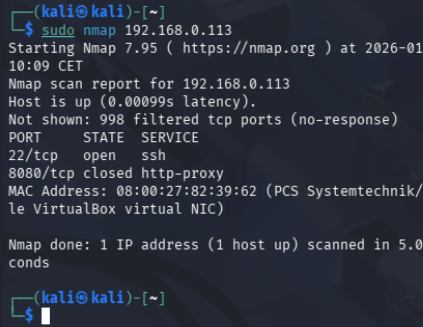 ┌──(kali㉿kali)-[~]
└─$ sudo nmap 192.168.0.113
Starting Nmap 7.95 ( https://nmap.org ) at 2026-01
10:09 CET
Nmap scan report for 192.168.0.113
Host is up (0.00099s latency).
Not shown: 998 filtered tcp ports (no-response)
PORT     STATE  SERVICE
22/tcp   open   ssh
8080/tcp closed http-proxy
MAC Address: 08:00:27:82:39:62 (PCS Systemtechnik/
le VirtualBox virtual NIC)

Nmap done: 1 IP address (1 host up) scanned in 5.0
conds

┌──(kali㉿kali)-[~]
└─$